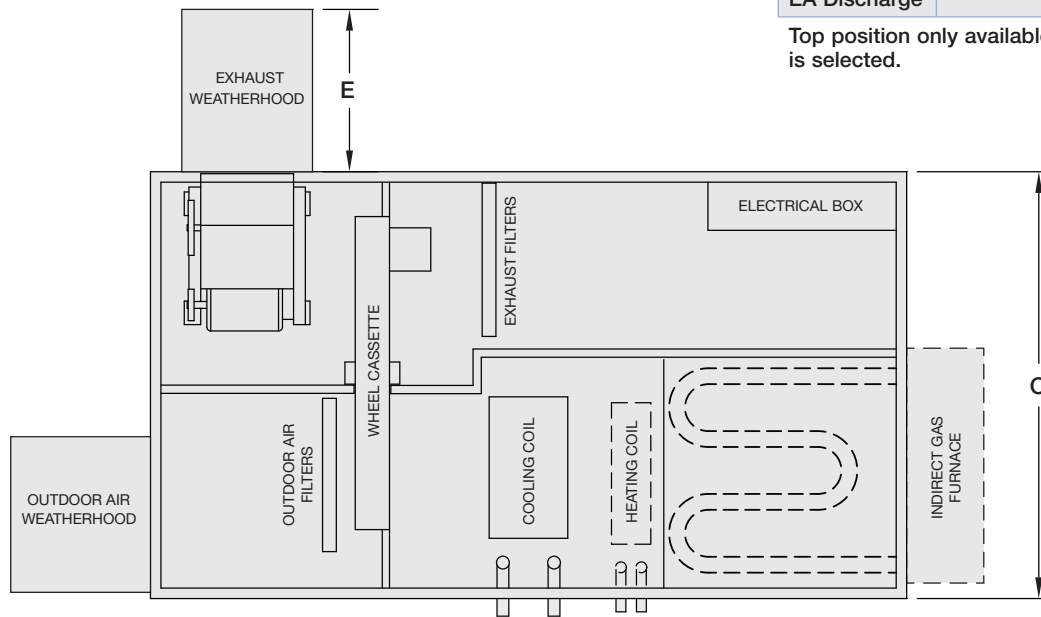 EA Discharge
Top position only available
is selected.
EXHAUST
WEATHERHOOD
E
ELECTRICAL BOX
EXHAUST FILTERS
WHEEL CASSETTE
OUTDOOR AIR
FILTERS
COOLING COIL
HEATING COIL
INDIRECT GAS
FURNACE
OUTDOOR AIR
WEATHERHOOD